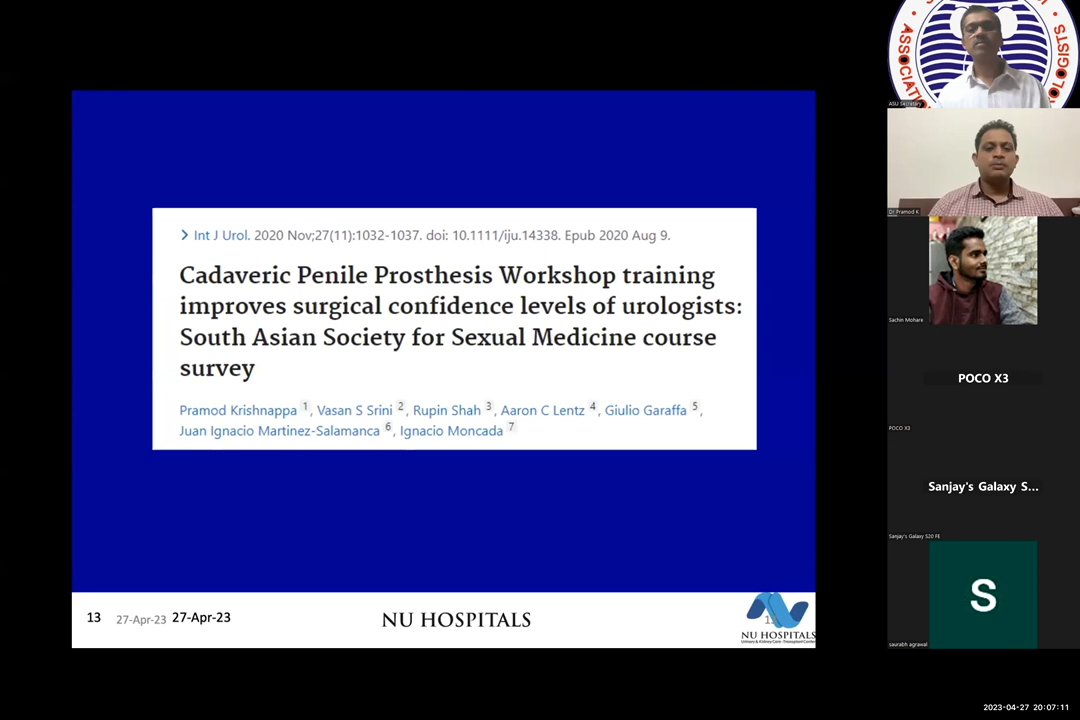 > Int J Urol. 2020 Nov;27(11):1032-1037. doi: 10.1111/iju.14338. Epub 2020 Aug 9.
Cadaveric Penile Prosthesis Workshop training
improves surgical confidence levels of urologists:
South Asian Society for Sexual Medicine course
survey
Pramod Krishnappa 1, Vasan S Srini 2, Rupin Shah 3, Aaron C Lentz 4, Giulio Garaffa 5,
Juan Ignacio Martinez-Salamanca 6, Ignacio Moncada 7
13 27-Apr-23 27-Apr-23 NU HOSPITALS
NU HOSPITALS
ASU Secretary
Dr Pramod K
Sachin Mohare
POCO X3
POCO X3
Sanjay's Galaxy S...
Sanjay's Galaxy S20 FE
S
saurabh agrawal
2023-04-27 20:07:11